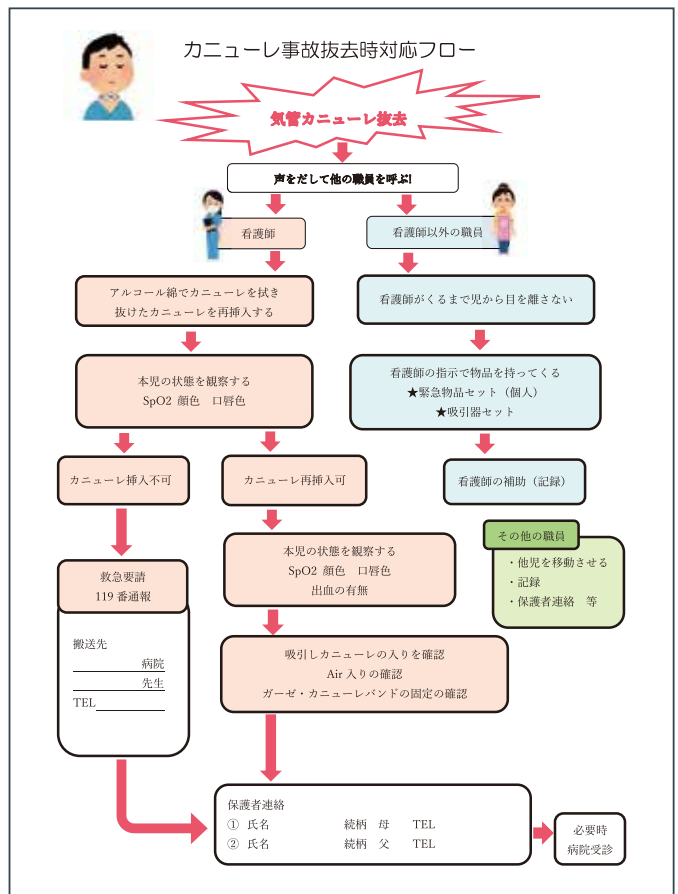 カニューレ事故抜去時対応フロー
気管カニューレ抜去
声をだして他の職員を呼ぶ!
看護師
看護師以外の職員
アルコール綿でカニューレを拭き
抜けたカニューレを再挿入する
看護師がくるまで児から目を離さない
本児の状態を観察する
SpO2 顔色 口唇色
看護師の指示で物品を持ってくる
★緊急物品セット（個人）
★吸引器セット
カニューレ挿入不可
カニューレ再挿入可
看護師の補助（記録）
救急要請
119 番通報
搬送先
病院
先生
TEL
本児の状態を観察する
SpO2 顔色 口唇色
出血の有無
その他の職員
・他児を移動させる
・記録
・保護者連絡 等
吸引しカニューレの入りを確認
Air 入りの確認
ガーゼ・カニューレバンドの固定の確認
保護者連絡
① 氏名 続柄 母 TEL
② 氏名 続柄 父 TEL
必要時
病院受診